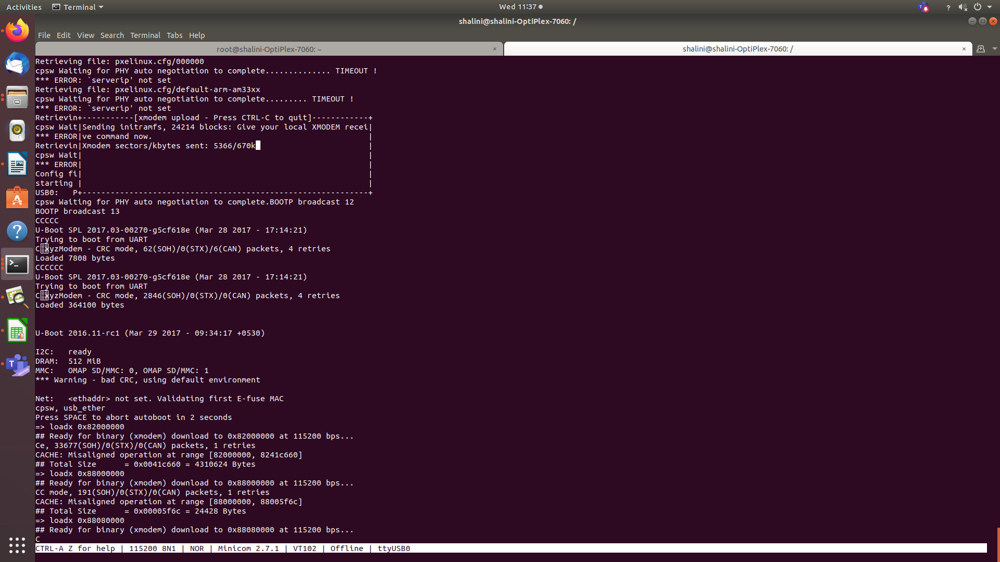 Activities
Terminal
Wed 11:37
?
shalini@shalini-OptiPlex-7060: /
File Edit View Search Terminal Tabs Help
root@shalini-OptiPlex-7060: ~
shalini@shalini-OptiPlex-7060: /
Retrieving file: pxelinux.cfg/000000
cpsw Waiting for PHY auto negotiation to complete.............. TIMEOUT !
*** ERROR: `serverip' not set
Retrieving file: pxelinux.cfg/default-arm-am33xx
cpsw Waiting for PHY auto negotiation to complete......... TIMEOUT !
*** ERROR: `serverip' not set
Retrievin+-----------[xmodem upload - Press CTRL-C to quit]------------+
cpsw Wait|Sending initramfs, 24214 blocks: Give your local XMODEM recei|
*** ERROR|ve command now.                                              |
Retrievin|Xmodem sectors/kbytes sent: 5366/670k                        |
cpsw Wait|                                                             |
*** ERROR|                                                             |
Config fi|                                                             |
starting |                                                             |
USB0:   P+-------------------------------------------------------------+
cpsw Waiting for PHY auto negotiation to complete.BOOTP broadcast 12
BOOTP broadcast 13
CCCCC
U-Boot SPL 2017.03-00270-g5cf618e (Mar 28 2017 - 17:14:21)
Trying to boot from UART
CxyzModem - CRC mode, 62(SOH)/0(STX)/6(CAN) packets, 4 retries
Loaded 7808 bytes
CCCCCC
U-Boot SPL 2017.03-00270-g5cf618e (Mar 28 2017 - 17:14:21)
Trying to boot from UART
CxyzModem - CRC mode, 2846(SOH)/0(STX)/0(CAN) packets, 4 retries
Loaded 364100 bytes
U-Boot 2016.11-rc1 (Mar 29 2017 - 09:34:17 +0530)
I2C:   ready
DRAM:  512 MiB
MMC:   OMAP SD/MMC: 0, OMAP SD/MMC: 1
*** Warning - bad CRC, using default environment
Net:   <ethaddr> not set. Validating first E-fuse MAC
cpsw, usb_ether
Press SPACE to abort autoboot in 2 seconds
=> loadx 0x82000000
## Ready for binary (xmodem) download to 0x82000000 at 115200 bps...
Ce, 33677(SOH)/0(STX)/0(CAN) packets, 1 retries
CACHE: Misaligned operation at range [82000000, 8241c660]
## Total Size      = 0x0041c660 = 4310624 Bytes
=> loadx 0x88000000
## Ready for binary (xmodem) download to 0x88000000 at 115200 bps...
CC mode, 191(SOH)/0(STX)/0(CAN) packets, 1 retries
CACHE: Misaligned operation at range [88000000, 88005f6c]
## Total Size      = 0x00005f6c = 24428 Bytes
=> loadx 0x88080000
## Ready for binary (xmodem) download to 0x88080000 at 115200 bps...
C
CTRL-A Z for help | 115200 8N1 | NOR | Minicom 2.7.1 | VT102 | Offline | ttyUSB0